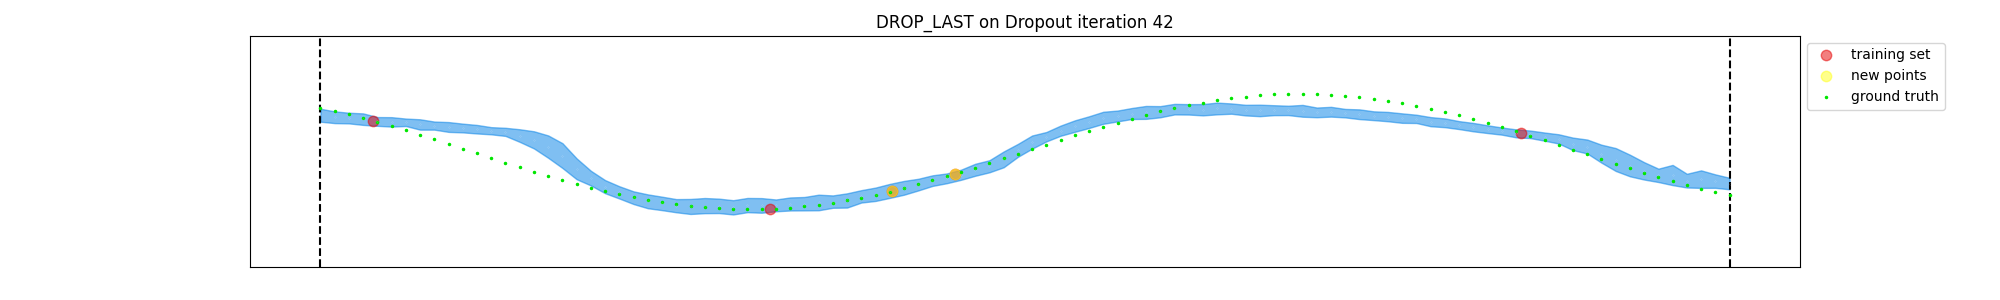 DROP_LAST on Dropout iteration 42
training set
new points
ground truth